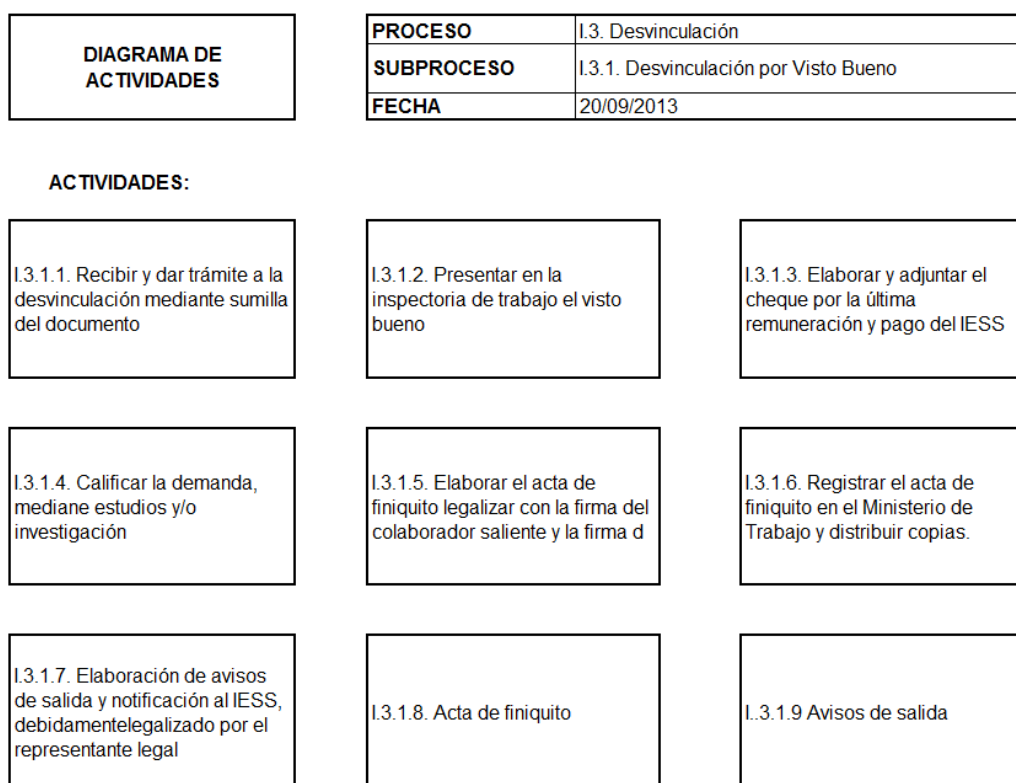 DIAGRAMA DE
ACTIVIDADES
PROCESO I.3. Desvinculación
SUBPROCESO I.3.1. Desvinculación por Visto Bueno
FECHA 20/09/2013
ACTIVIDADES:
I.3.1.1. Recibir y dar trámite a la
desvinculación mediante sumilla
del documento
I.3.1.2. Presentar en la
inspectoria de trabajo el visto
bueno
I.3.1.3. Elaborar y adjuntar el
cheque por la última
remuneración y pago del IESS
I.3.1.4. Calificar la demanda,
mediane estudios y/o
investigación
I.3.1.5. Elaborar el acta de
finiquito legalizar con la firma del
colaborador saliente y la firma d
I.3.1.6. Registrar el acta de
finiquito en el Ministerio de
Trabajo y distribuir copias.
I.3.1.7. Elaboración de avisos
de salida y notificación al IESS,
debidamentelegalizado por el
representante legal
I.3.1.8. Acta de finiquito
I..3.1.9 Avisos de salida